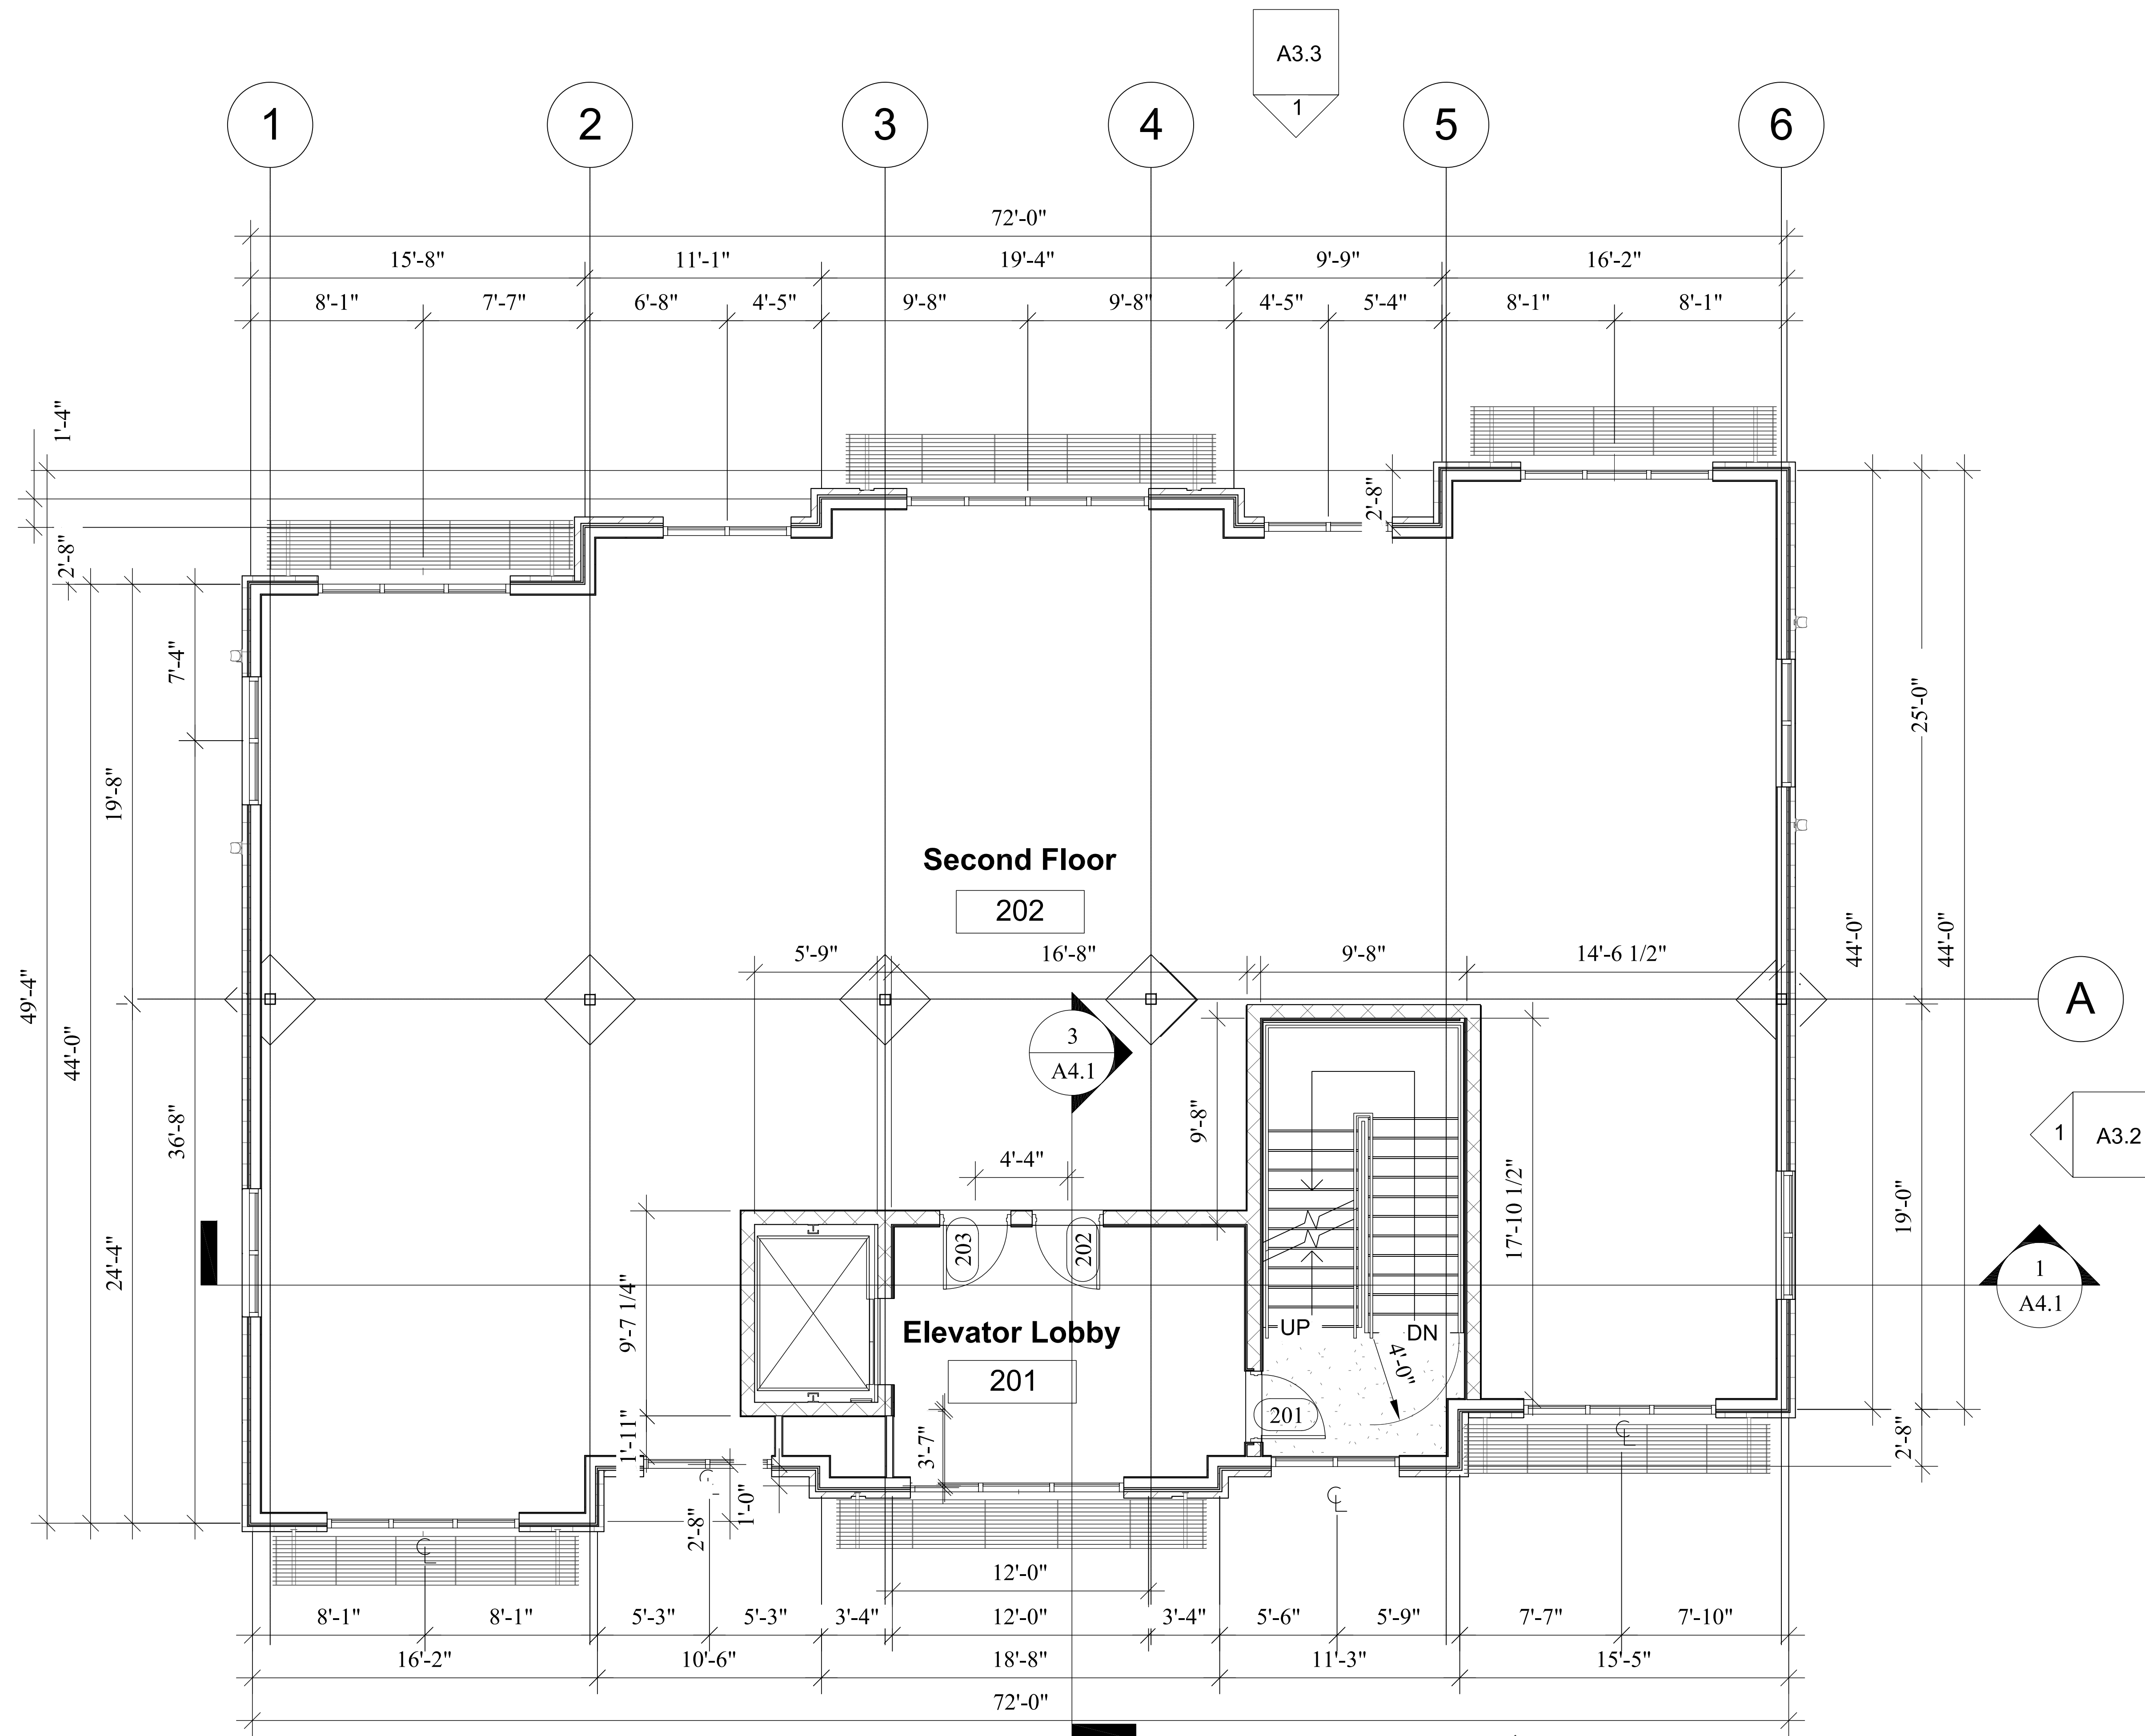 A3.3
1
1 2 3 4 5 6
72'-0"
15'-8" 11'-1" 19'-4" 9'-9" 16'-2"
8'-1" 7'-7" 6'-8" 4'-5" 9'-8" 9'-8" 4'-5" 5'-4" 8'-1" 8'-1"
1'-4"
2'-8"
2'-8"
7'-4"
19'-8"
25'-0"
Second Floor
202
5'-9" 16'-8" 9'-8" 14'-6 1/2"
44'-0"
44'-0"
49'-4"
44'-0"
A
3
A4.1
36'-8"
9'-8"
4'-4"
1 A3.2
17'-10 1/2"
19'-0"
24'-4"
203
202
9'-7 1/4"
1
A4.1
Elevator Lobby
201
UP
DN
4'-0"
201
1'-11"
3'-7"
2'-8"
C L
2'-8"
1'-0"
C L
C L
12'-0"
8'-1" 8'-1" 5'-3" 5'-3" 3'-4" 12'-0" 3'-4" 5'-6" 5'-9" 7'-7" 7'-10"
16'-2" 10'-6" 18'-8" 11'-3" 15'-5"
72'-0"